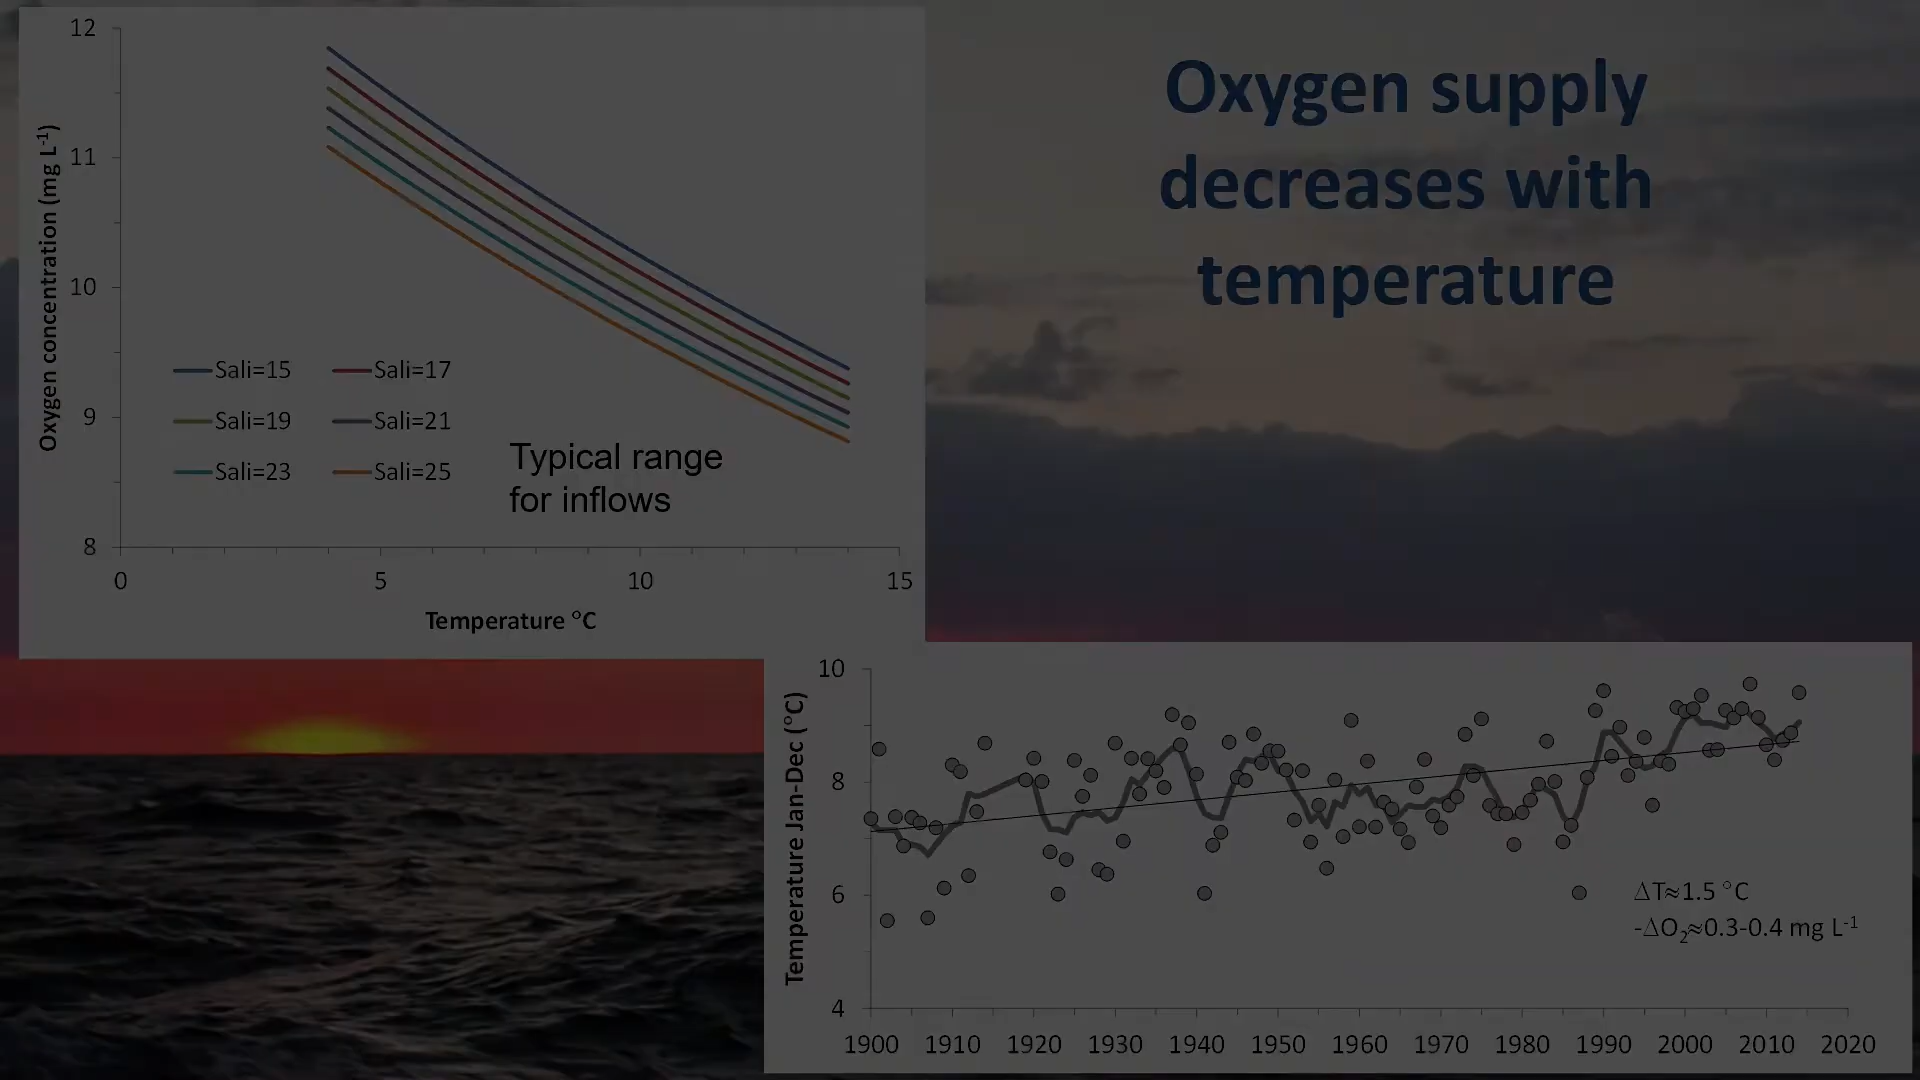 Oxygen supply
decreases with
temperature
12
11
10
9
8
Oxygen concentration (mg L-1)
Sali=15
Sali=17
Sali=19
Sali=21
Sali=23
Sali=25
Typical range
for inflows
0 5 10 15
Temperature °C
10
8
6
4
Temperature Jan-Dec (°C)
ΔT≈1.5 °C
-ΔO2≈0.3-0.4 mg L-1
1900 1910 1920 1930 1940 1950 1960 1970 1980 1990 2000 2010 2020